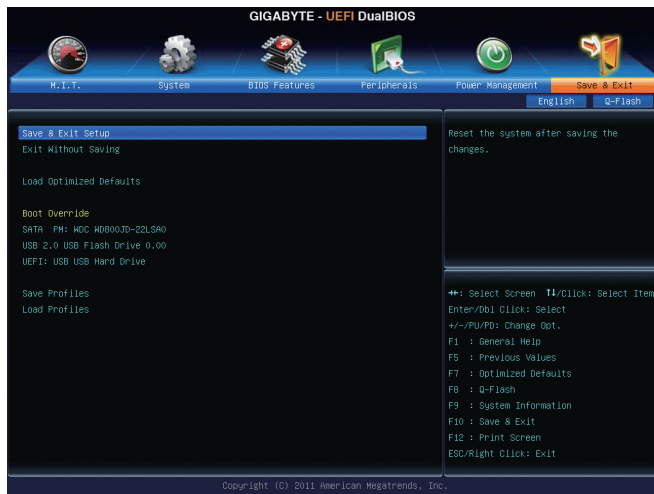 GIGABYTE - UEFI DualBIOS
M.I.T. System BIOS Features Peripherals Power Management Save & Exit
English Q-Flash
Save & Exit Setup
Exit Without Saving
Load Optimized Defaults
Boot Override
SATA PM: WDC WD800JD-22LSA0
USB 2.0 USB Flash Drive 0.00
UEFI: USB USB Hard Drive
Save Profiles
Load Profiles
Reset the system after saving the
changes.
→←: Select Screen ↑↓/Click: Select Item
Enter/Dbl Click: Select
+/-/PU/PD: Change Opt.
F1 : General Help
F5 : Previous Values
F7 : Optimized Defaults
F8 : Q-Flash
F9 : System Information
F10 : Save & Exit
F12 : Print Screen
ESC/Right Click: Exit
Copyright (C) 2011 American Megatrends, Inc.